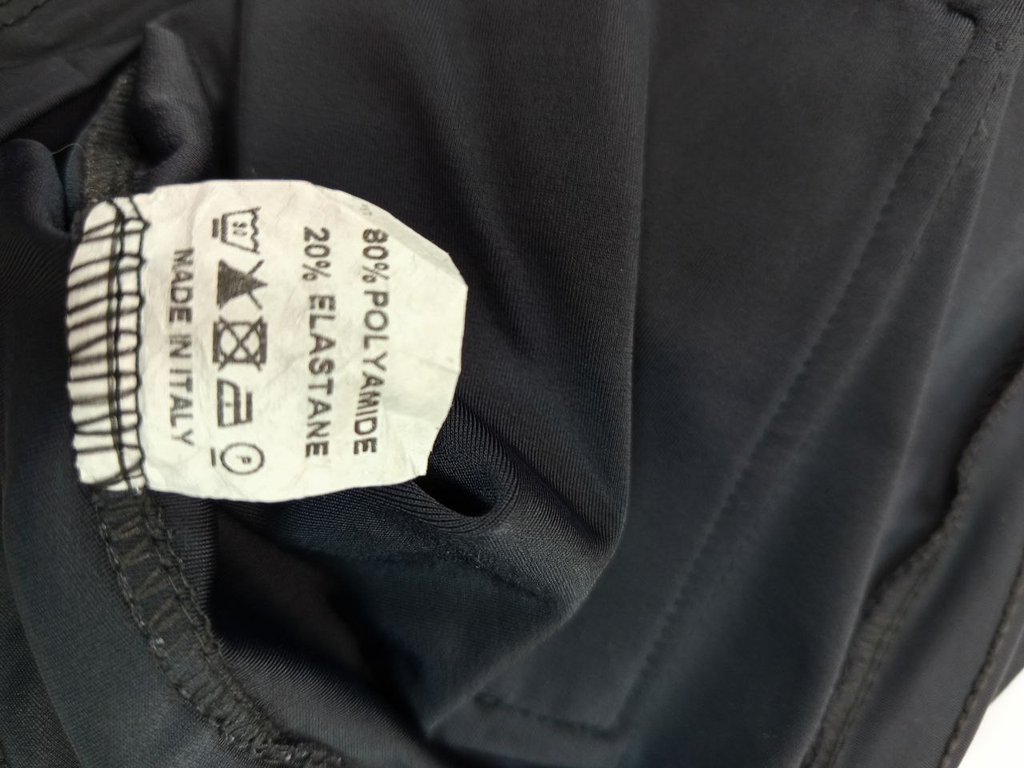 80% POLYAMIDE
20% ELASTANE
P
MADE IN ITALY